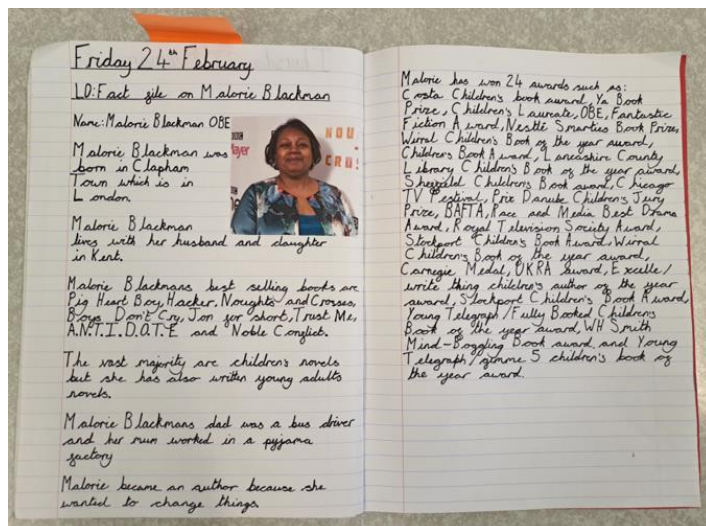 Friday 24th February
LO: Fact file on Malorie Blackman
Name: Malorie Blackman OBE
Malorie Blackman was
born in Clapham
Town which is in
London.
Malorie Blackman
lives with her husband and daughter
in Kent.
Malorie Blackmans best selling books are
Pig Heart Boy, Hacker, Noughts and Crosses,
Boys Don't Cry, Jon for short, Trust Me,
A.N.T.I.D.O.T.E and Noble Conflict.
The vast majority are children's novels
but she has also written young adults
novels.
Malorie Blackmans dad was a bus driver
and her mum worked in a pyjama
factory
Malorie became an author because she
wanted to change things.
Malorie has won 24 awards such as:
Costa Children's book award, Ya Book
Prize, Children's Laureate, OBE, Fantastic
Fiction Award, Nestlé Smarties Book Prize,
Wirral Children's Book of the year award,
Children's Book Award, Lancashire County
Library Children's Book of the year award,
Sheffield Children's Book award, Chicago
TV Festival, Prix Danube Children's Jury
Prize, BAFTA, Race and Media Best Drama
Award, Royal Television Society Award,
Stockport Children's Book Award, Wirral
Children's Book of the year award,
Carnegie Medal, UKRA award, Excelle/
write thing children's author of the year
award, Stockport Children's Book Award,
Young Telegraph/Fully Booked Children's
Book of the year award, WH Smith
Mind-Boggling Book award, and Young
Telegraph/gimme 5 children's book of
the year award.